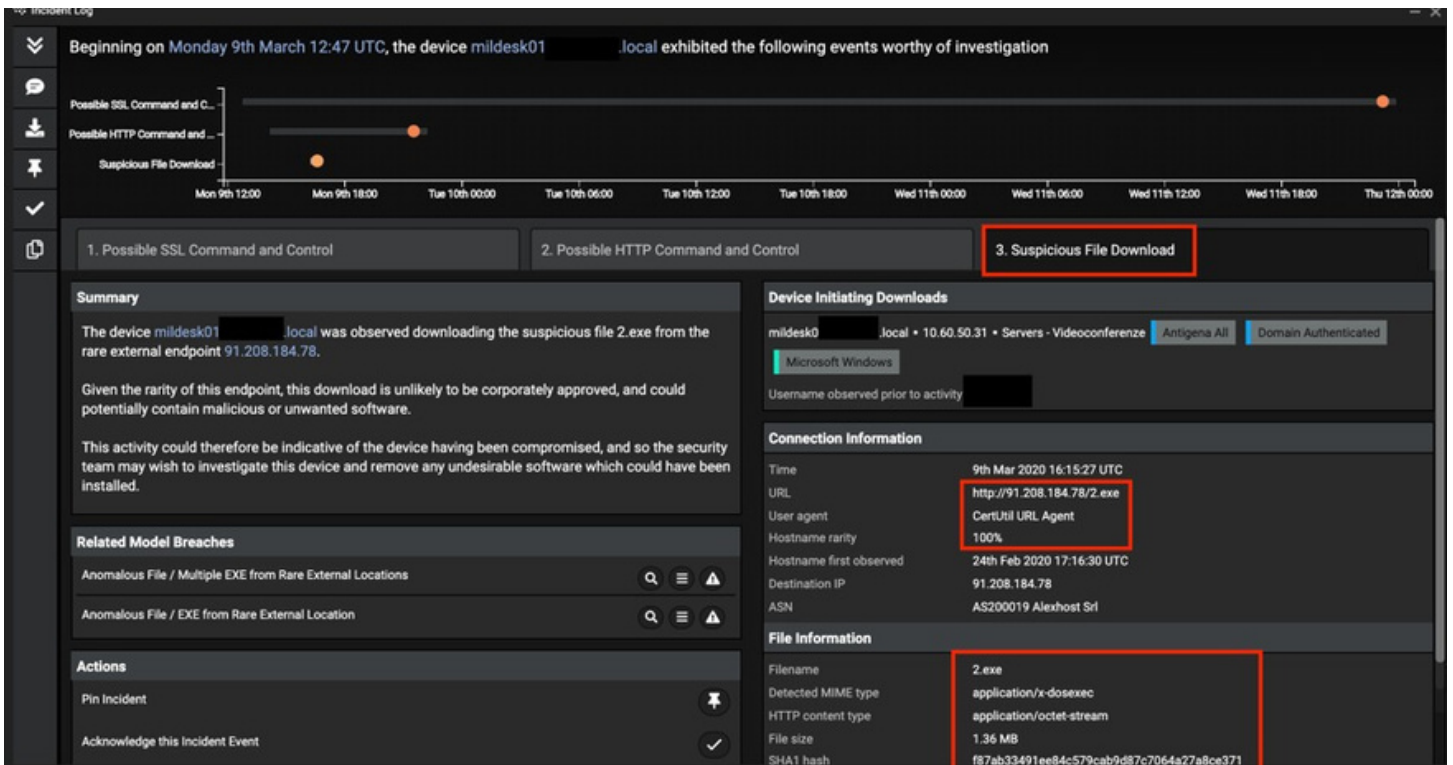 Incident Log
Beginning on Monday 9th March 12:47 UTC, the device mildesk01 .local exhibited the following events worthy of investigation
Possible SSL Command and C...
Possible HTTP Command and ...
Suspicious File Download
Mon 9th 12:00 Mon 9th 18:00 Tue 10th 00:00 Tue 10th 06:00 Tue 10th 12:00 Tue 10th 18:00 Wed 11th 00:00 Wed 11th 06:00 Wed 11th 12:00 Wed 11th 18:00 Thu 12th 00:00
1. Possible SSL Command and Control
2. Possible HTTP Command and Control
3. Suspicious File Download
Summary
The device mildesk01 .local was observed downloading the suspicious file 2.exe from the
rare external endpoint 91.208.184.78.
Given the rarity of this endpoint, this download is unlikely to be corporately approved, and could
potentially contain malicious or unwanted software.
This activity could therefore be indicative of the device having been compromised, and so the security
team may wish to investigate this device and remove any undesirable software which could have been
installed.
Related Model Breaches
Anomalous File / Multiple EXE from Rare External Locations
Anomalous File / EXE from Rare External Location
Actions
Pin Incident
Acknowledge this Incident Event
Device Initiating Downloads
mildesk0 .local • 10.60.50.31 • Servers - Videoconferenze Antigena All Domain Authenticated
Microsoft Windows
Username observed prior to activity
Connection Information
Time 9th Mar 2020 16:15:27 UTC
URL http://91.208.184.78/2.exe
User agent CertUtil URL Agent
Hostname rarity 100%
Hostname first observed 24th Feb 2020 17:16:30 UTC
Destination IP 91.208.184.78
ASN AS200019 Alexhost Srl
File Information
Filename 2.exe
Detected MIME type application/x-dosexec
HTTP content type application/octet-stream
File size 1.36 MB
SHA1 hash f87ab33491ee84c579cab9d87c7064a27a8ce371